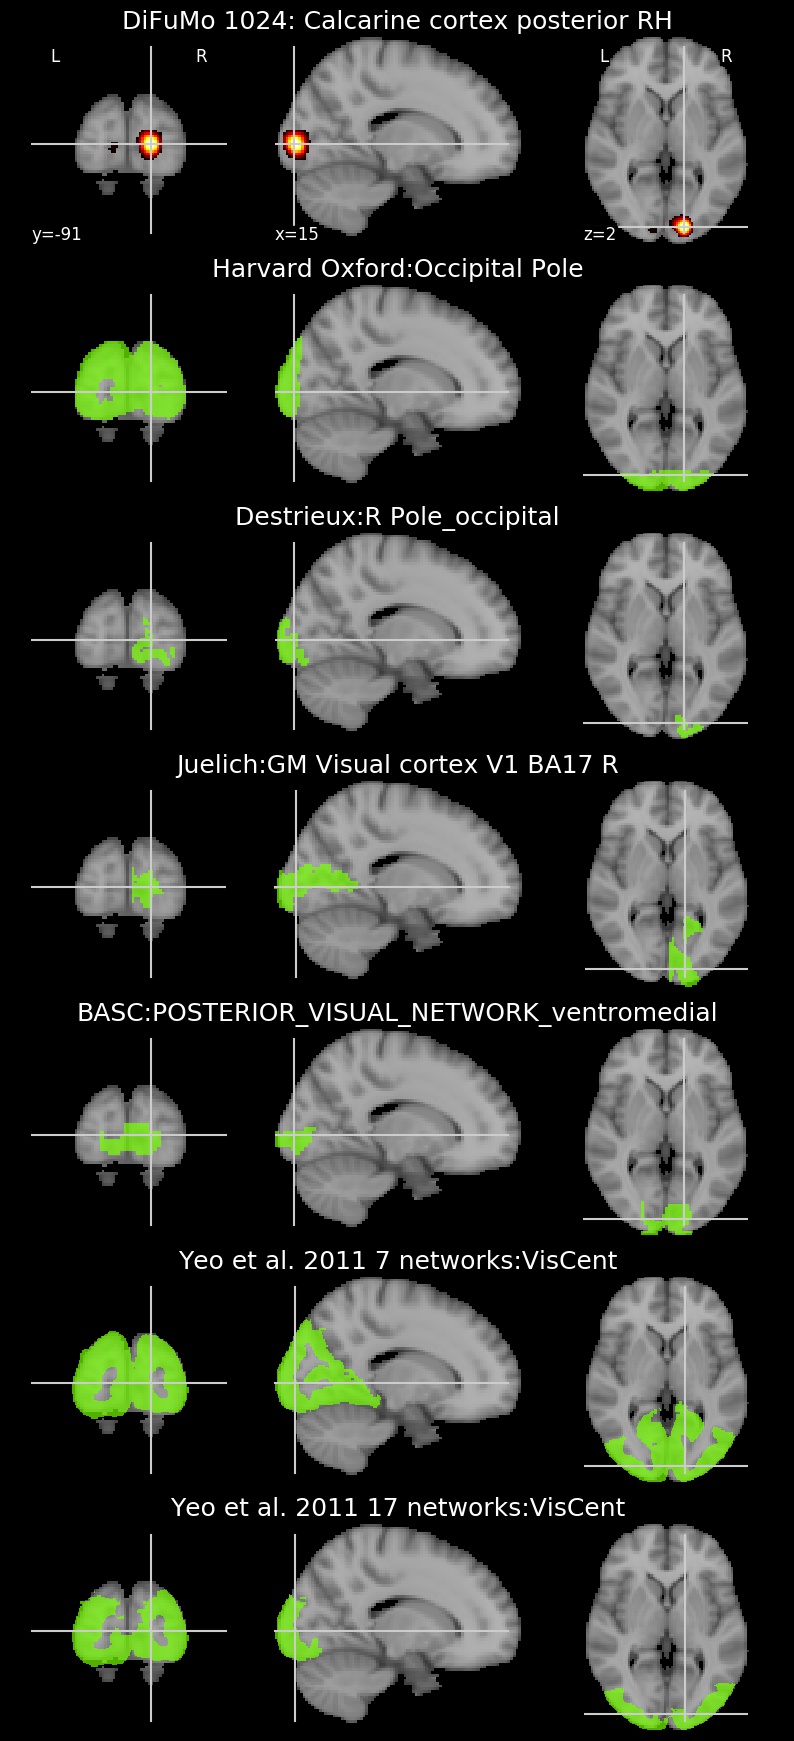 DiFuMo 1024: Calcarine cortex posterior RH
L R L R
y=-91 x=15 z=2
Harvard Oxford:Occipital Pole
Destrieux:R Pole_occipital
Juelich:GM Visual cortex V1 BA17 R
BASC:POSTERIOR_VISUAL_NETWORK_ventromedial
Yeo et al. 2011 7 networks:VisCent
Yeo et al. 2011 17 networks:VisCent